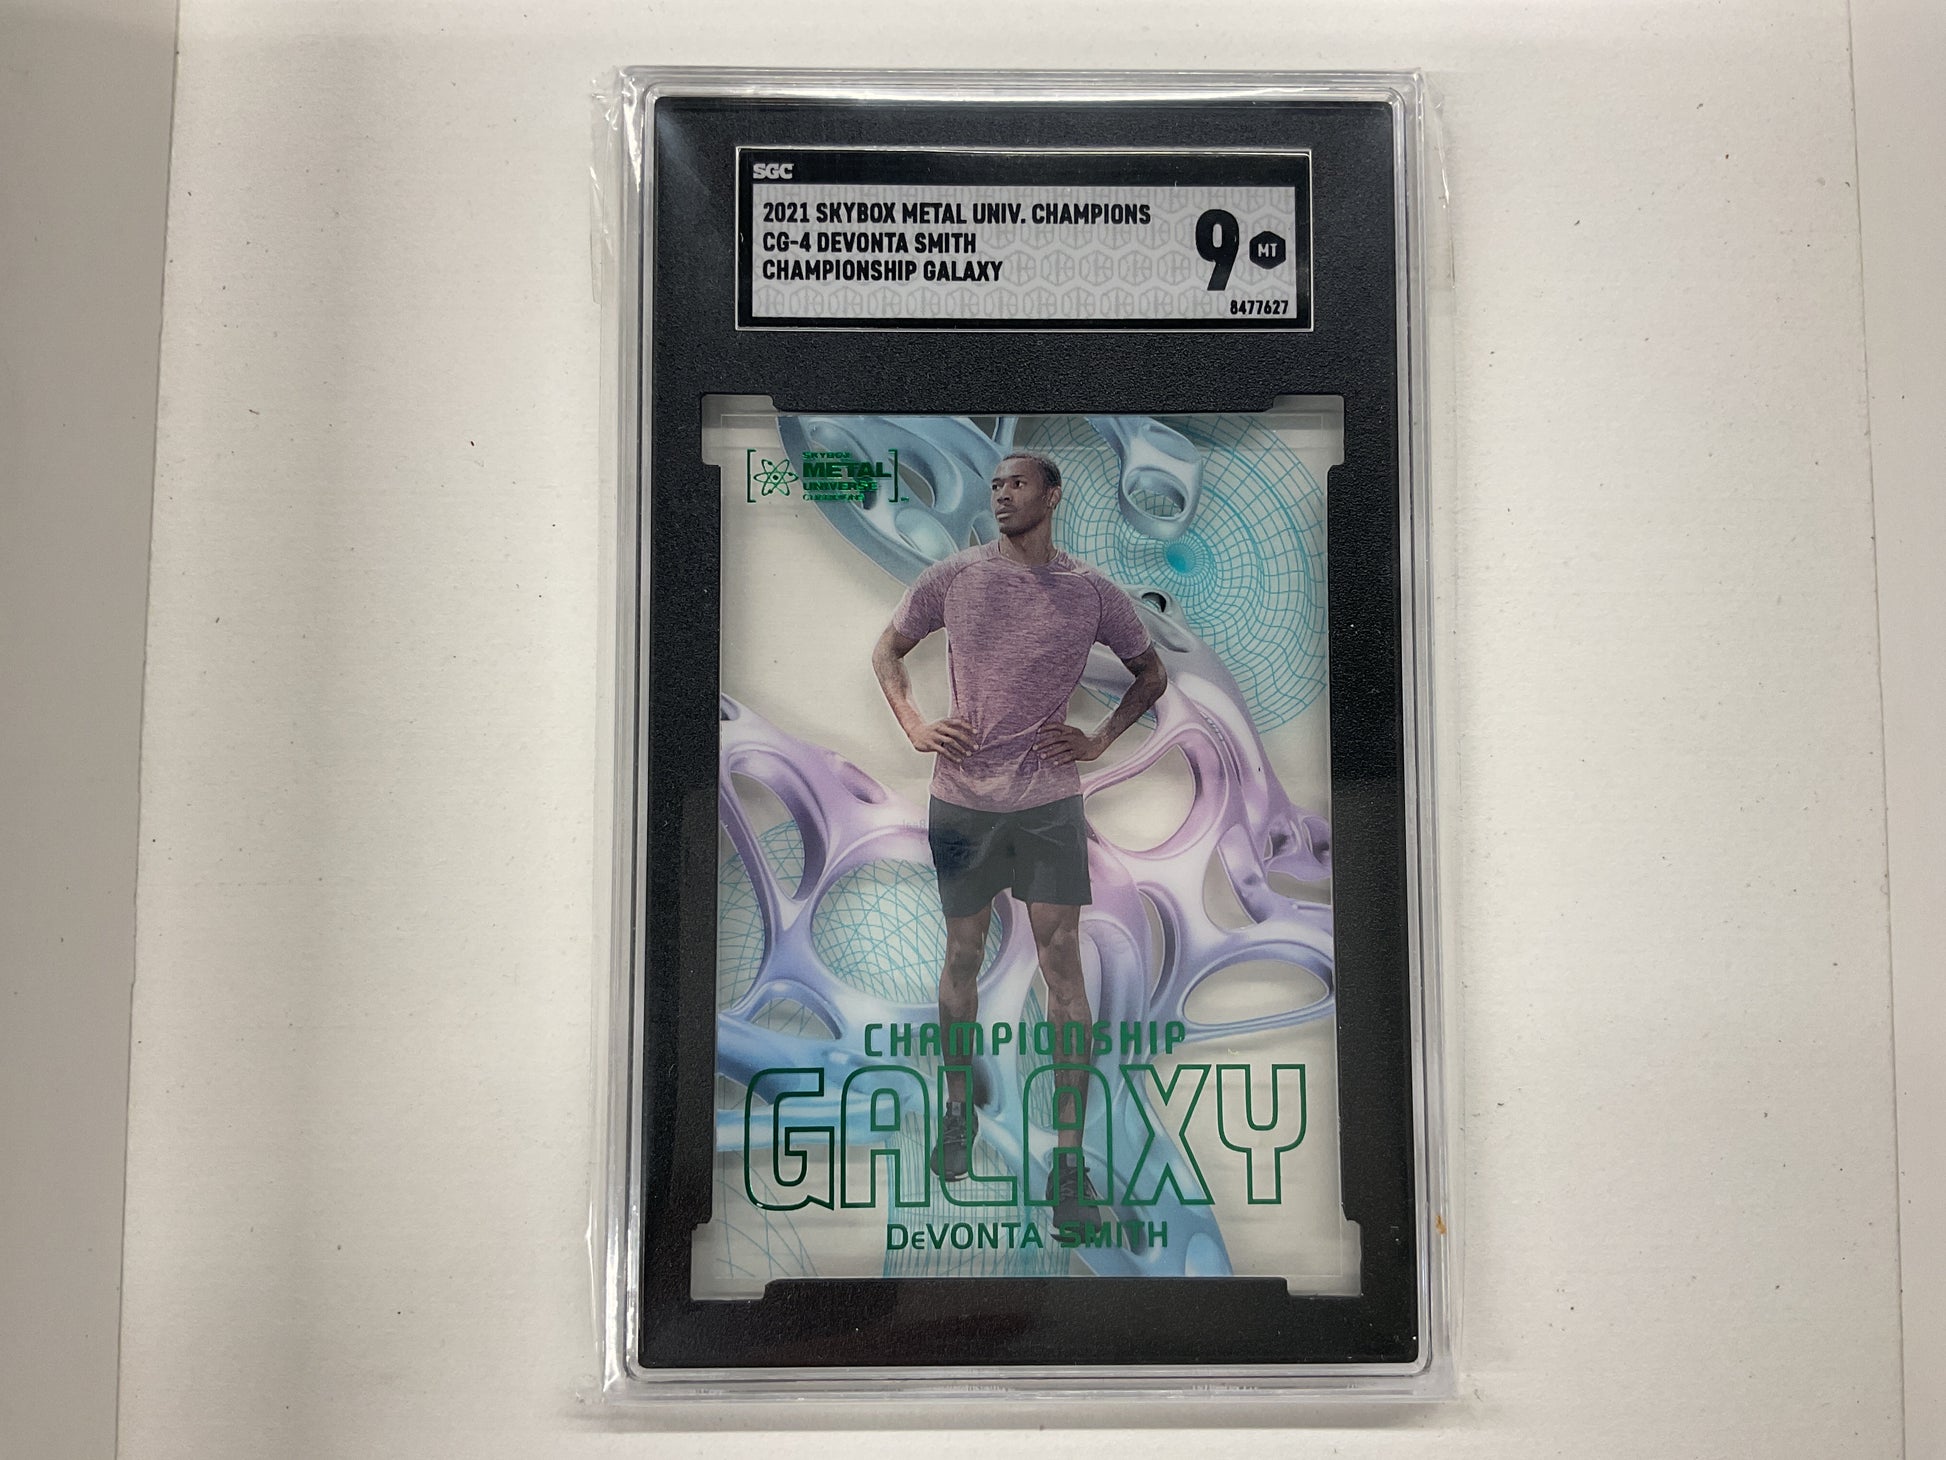 SGC
2021 SKYBOX METAL UNIV. CHAMPIONS
CG-4 DEVONTA SMITH
CHAMPIONSHIP GALAXY
9
MT
8477627
SKYBOX
METAL
UNIVERSE
CHAMPIONSHIP
GALAXY
DeVONTA SMITH